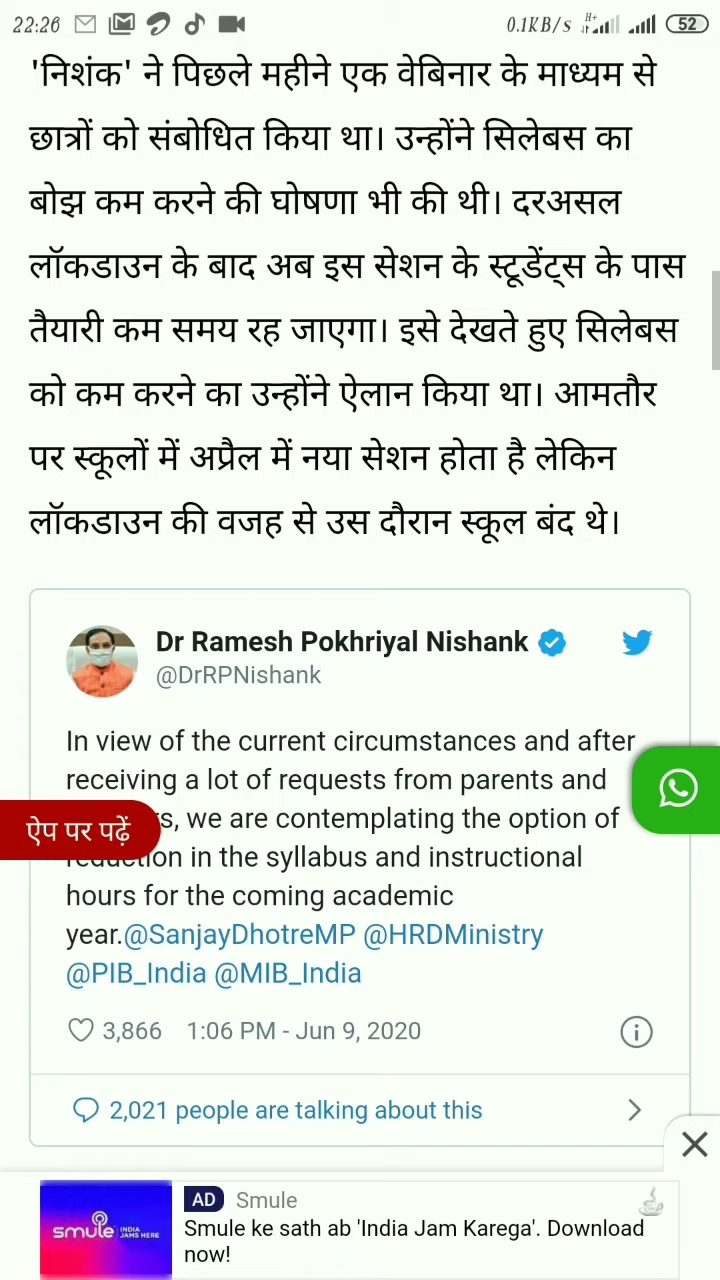 22:26
0.1KB/s H+ 52
'निशंक' ने पिछले महीने एक वेबिनार के माध्यम से
छात्रों को संबोधित किया था। उन्होंने सिलेबस का
बोझ कम करने की घोषणा भी की थी। दरअसल
लॉकडाउन के बाद अब इस सेशन के स्टूडेंट्स के पास
तैयारी कम समय रह जाएगा। इसे देखते हुए सिलेबस
को कम करने का उन्होंने ऐलान किया था। आमतौर
पर स्कूलों में अप्रैल में नया सेशन होता है लेकिन
लॉकडाउन की वजह से उस दौरान स्कूल बंद थे।
Dr Ramesh Pokhriyal Nishank
@DrRPNishank
In view of the current circumstances and after
receiving a lot of requests from parents and
ऐप पर पढ़ें
we are contemplating the option of
in the syllabus and instructional
hours for the coming academic
year.@SanjayDhotreMP @HRDMinistry
@PIB_India @MIB_India
3,866 1:06 PM - Jun 9, 2020
2,021 people are talking about this
smule INDIA JAMS HERE
AD Smule
Smule ke sath ab 'India Jam Karega'. Download
now!